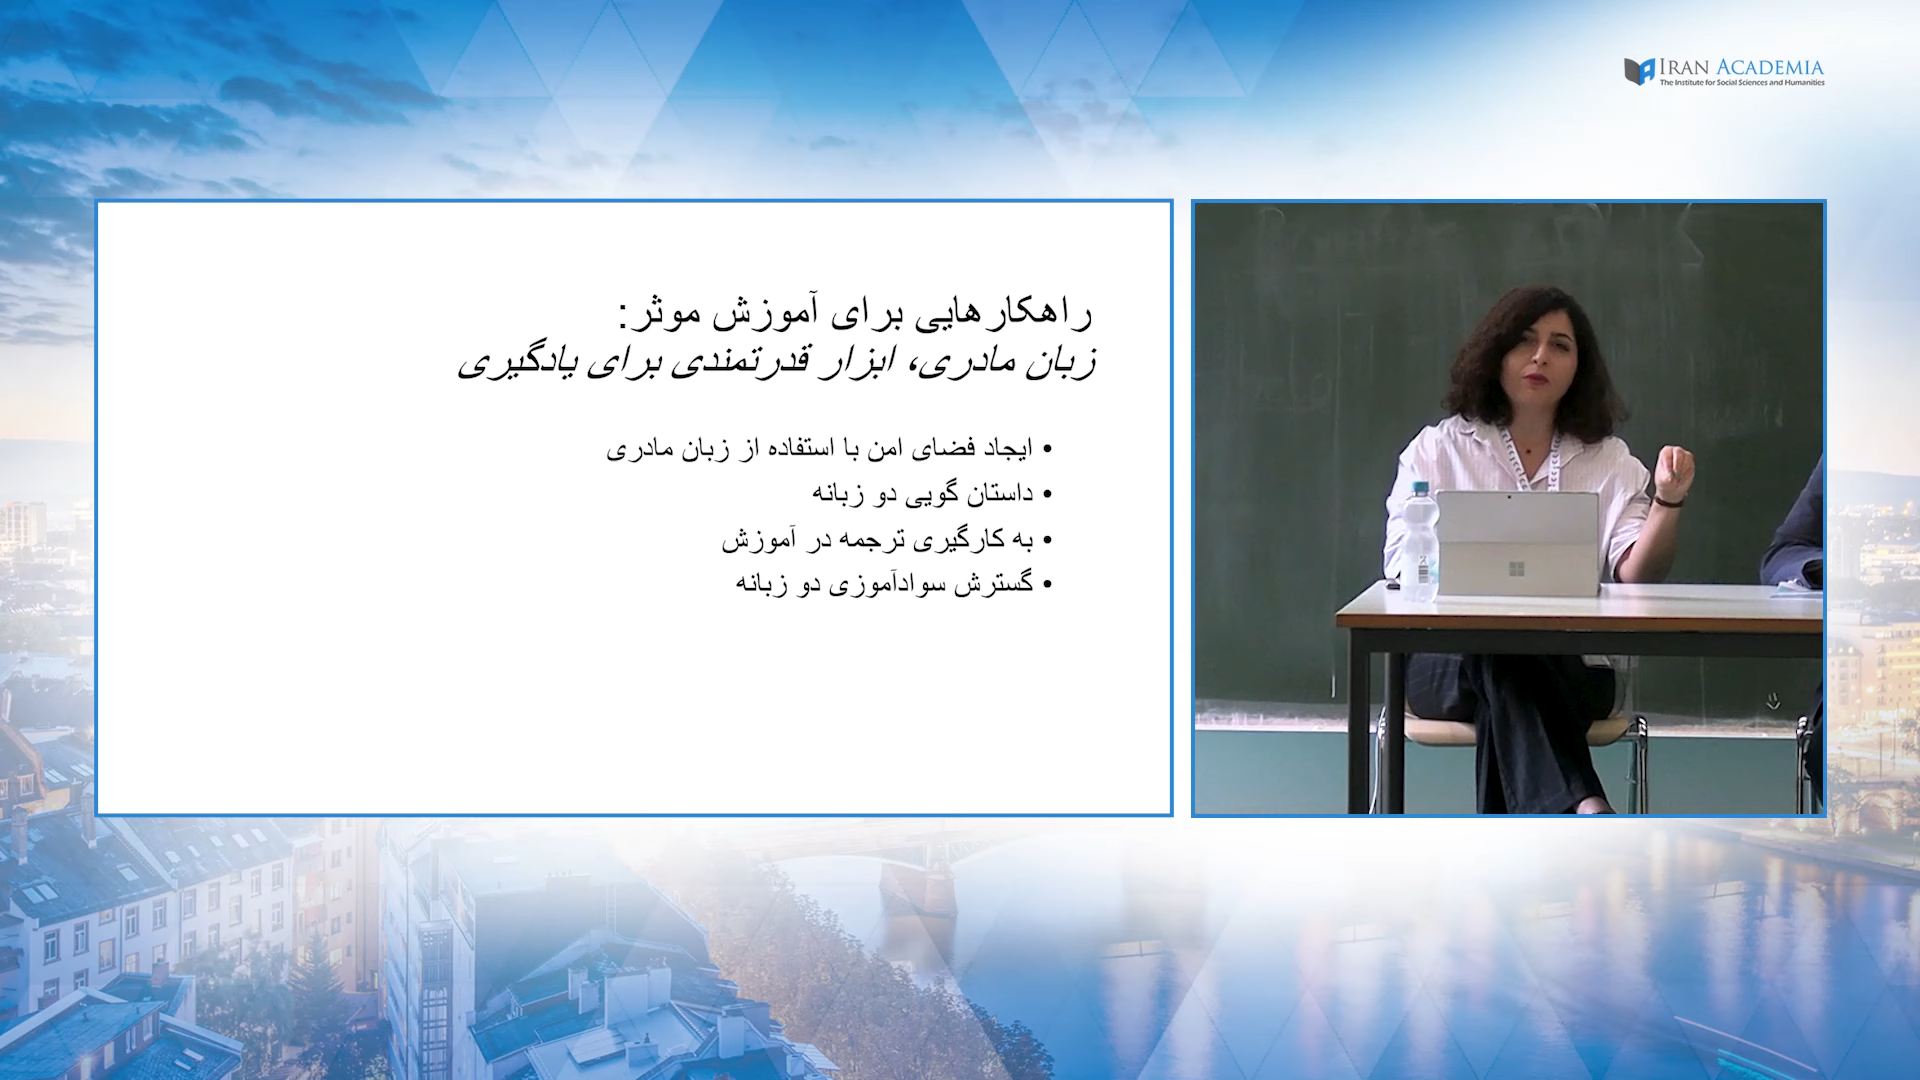 IRAN ACADEMIA
The Institute for Social Sciences and Humanities
راهکارهایی برای آموزش موثر:
زبان مادری، ابزار قدرتمندی برای یادگیری
• ایجاد فضای امن با استفاده از زبان مادری
• داستان گویی دو زبانه
• به کارگیری ترجمه در آموزش
• گسترش سوادآموزی دو زبانه